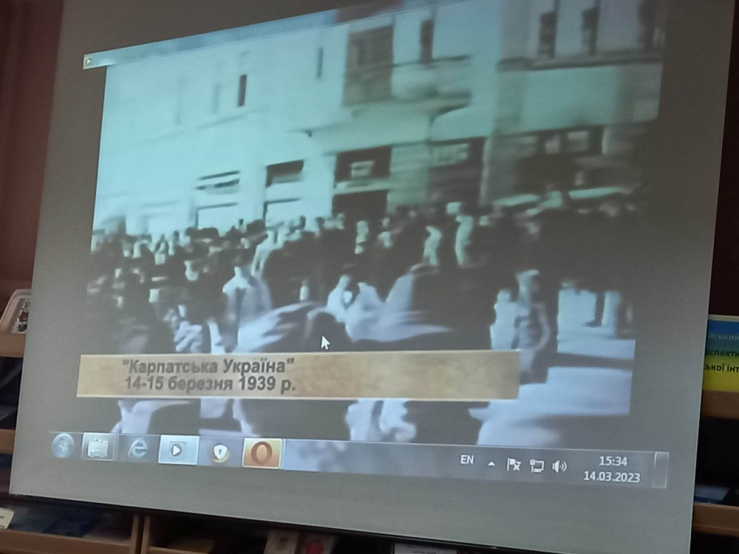 "Карпатська Україна"
14-15 березня 1939 р.
EN
15:34
14.03.2023